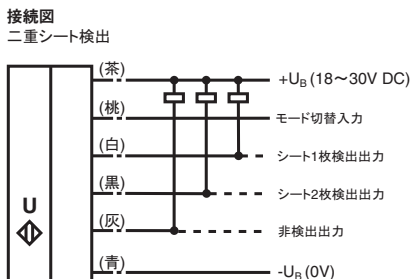 接続図
二重シート検出
(茶)
+UB (18～30V DC)
(桃)
モード切替入力
(白)
シート1枚検出出力
(黒)
シート2枚検出出力
(灰)
非検出出力
U
(青)
-UB (0V)